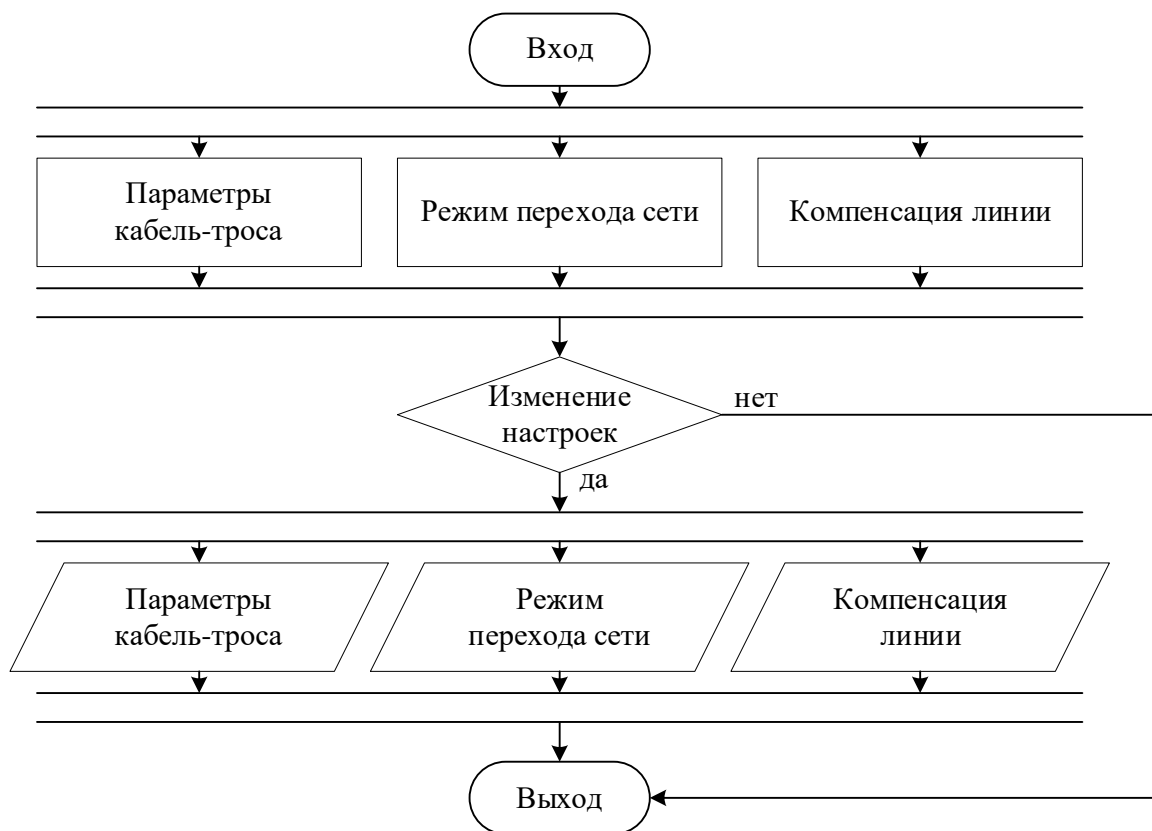 Вход
Параметры
кабель-троса
Режим перехода сети
Компенсация линии
Изменение
настроек
нет
да
Параметры
кабель-троса
Режим
перехода сети
Компенсация
линии
Выход